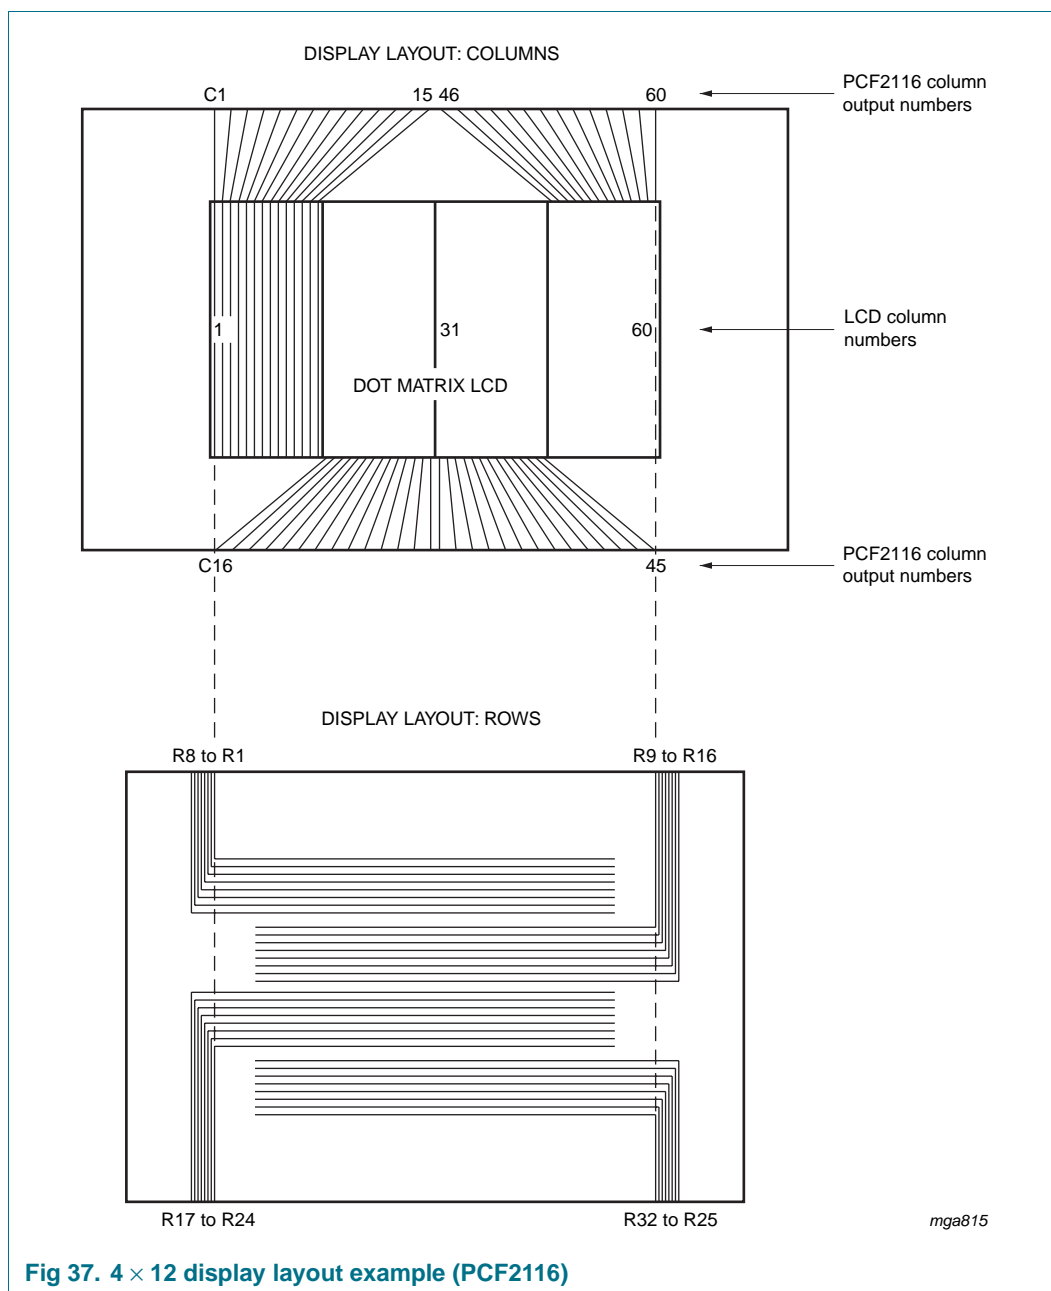 DISPLAY LAYOUT: COLUMNS
C1 15 46 60
PCF2116 column
output numbers
1 31 60
LCD column
numbers
DOT MATRIX LCD
C16 45
PCF2116 column
output numbers
DISPLAY LAYOUT: ROWS
R8 to R1 R9 to R16
R17 to R24 R32 to R25
mga815
Fig 37. 4 × 12 display layout example (PCF2116)